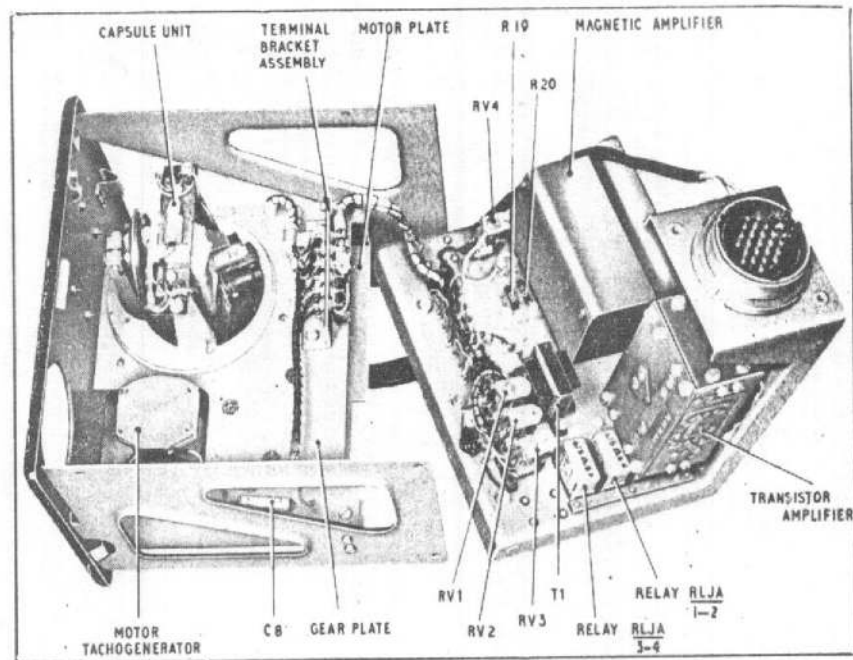 CAPSULE UNIT
TERMINAL
BRACKET
ASSEMBLY
MOTOR PLATE
R 19
MAGNETIC AMPLIFIER
R20
RV4
TRANSISTOR
AMPLIFIER
RV1
RV2
RV3
T1
RELAY RLJA
1–2
RELAY RLJA
3–4
MOTOR
TACHOGENERATOR
C8
GEAR PLATE